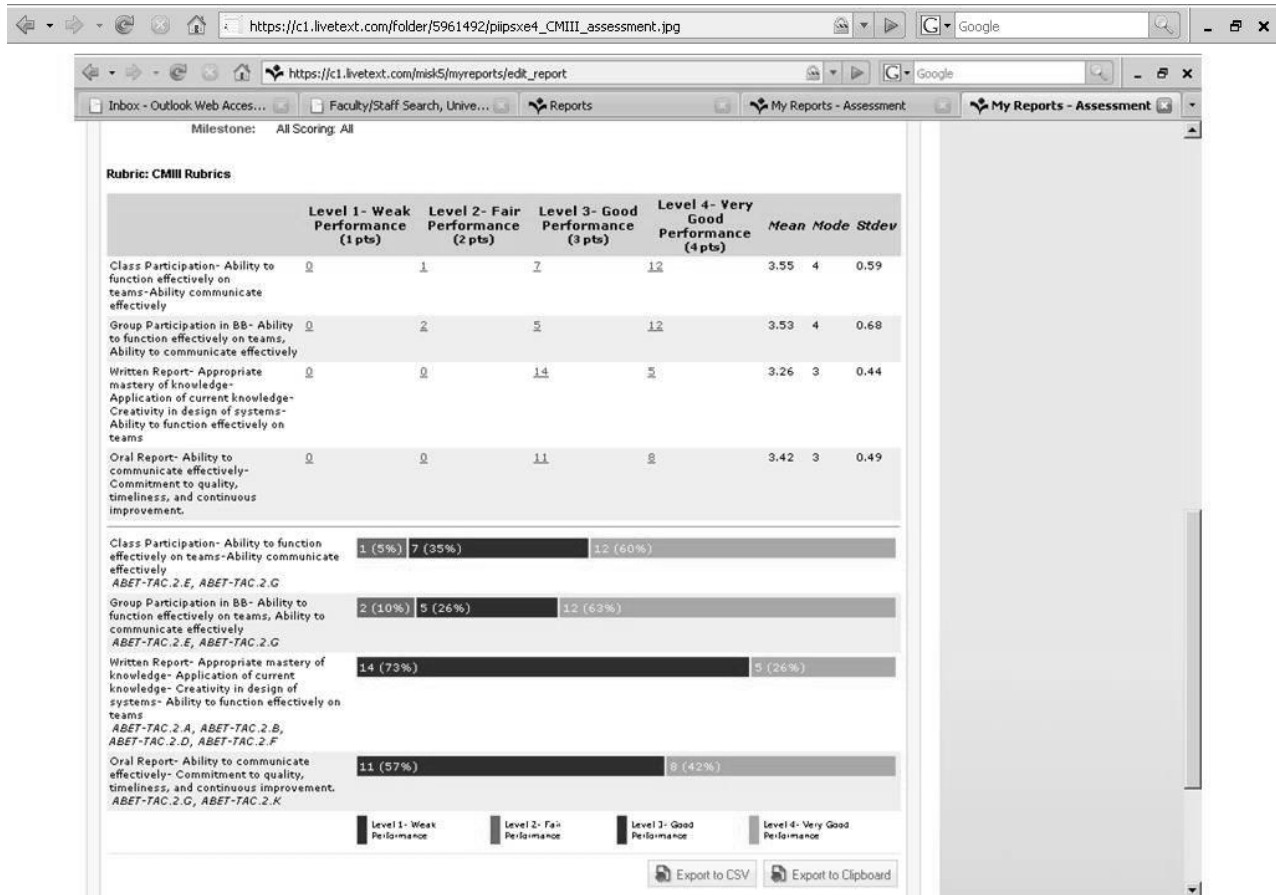 https://c1.livetext.com/folder/5961492/piipsxe4_CMIII_assessment.jpg
G Google
https://c1.livetext.com/misk5/myreports/edit_report
G Google
Inbox - Outlook Web Acces...
Faculty/Staff Search, Unive...
Reports
My Reports - Assessment
My Reports - Assessment
Milestone: All Scoring: All
Rubric: CMIII Rubrics
Level 1- Weak Performance (1 pts)
Level 2- Fair Performance (2 pts)
Level 3- Good Performance (3 pts)
Level 4- Very Good Performance (4 pts)
Mean Mode Stdev
Class Participation- Ability to 0 1 7 12 3.55 4 0.59
function effectively on
teams-Ability communicate
effectively
Group Participation in BB- Ability 0 2 5 12 3.53 4 0.68
to function effectively on teams,
Ability to communicate effectively
Written Report- Appropriate 0 0 14 5 3.26 3 0.44
mastery of knowledge-
Application of current knowledge-
Creativity in design of systems-
Ability to function effectively on
teams
Oral Report- Ability to 0 0 11 8 3.42 3 0.49
communicate effectively-
Commitment to quality,
timeliness, and continuous
improvement.
Class Participation- Ability to function 1 (5%) 7 (35%) 12 (60%)
effectively on teams-Ability communicate
effectively
ABET-TAC.2.E, ABET-TAC.2.G
Group Participation in BB- Ability to 2 (10%) 5 (26%) 12 (63%)
function effectively on teams, Ability to
communicate effectively
ABET-TAC.2.E, ABET-TAC.2.G
Written Report- Appropriate mastery of 14 (73%) 5 (26%)
knowledge- Application of current
knowledge- Creativity in design of
systems- Ability to function effectively on
teams
ABET-TAC.2.A, ABET-TAC.2.B,
ABET-TAC.2.D, ABET-TAC.2.F
Oral Report- Ability to communicate 11 (57%) 8 (42%)
effectively- Commitment to quality,
timeliness, and continuous improvement.
ABET-TAC.2.G, ABET-TAC.2.K
Level 1- Weak Performance
Level 2- Fair Performance
Level 3- Good Performance
Level 4- Very Good Performance
Export to CSV
Export to Clipboard